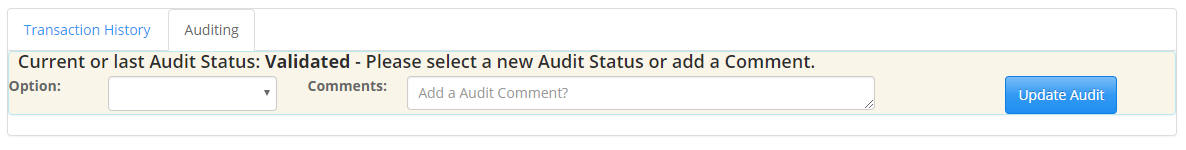 Transaction History Auditing
Current or last Audit Status: Validated - Please select a new Audit Status or add a Comment.
Option: Comments: Add a Audit Comment? Update Audit